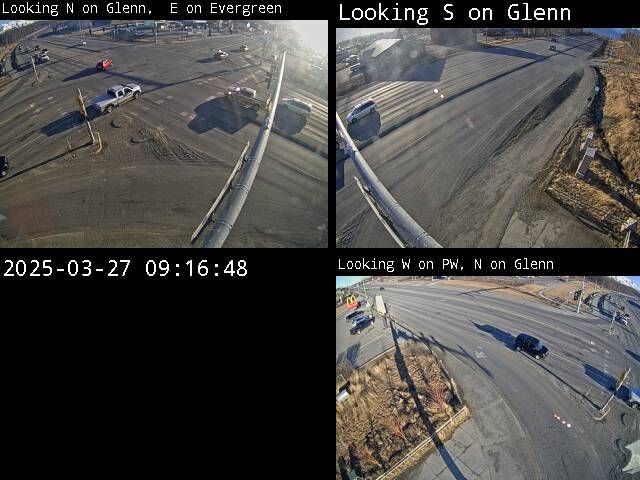 Looking N on Glenn,  E on Evergreen
Looking S on Glenn
2025-03-27 09:16:48
Looking W on PW, N on Glenn